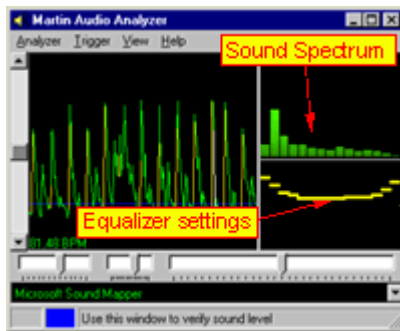 Martin Audio Analyzer
Analyzer Trigger View Help
Sound Spectrum
Equalizer settings
81.48 BPM
Microsoft Sound Mapper
Use this window to verify sound level